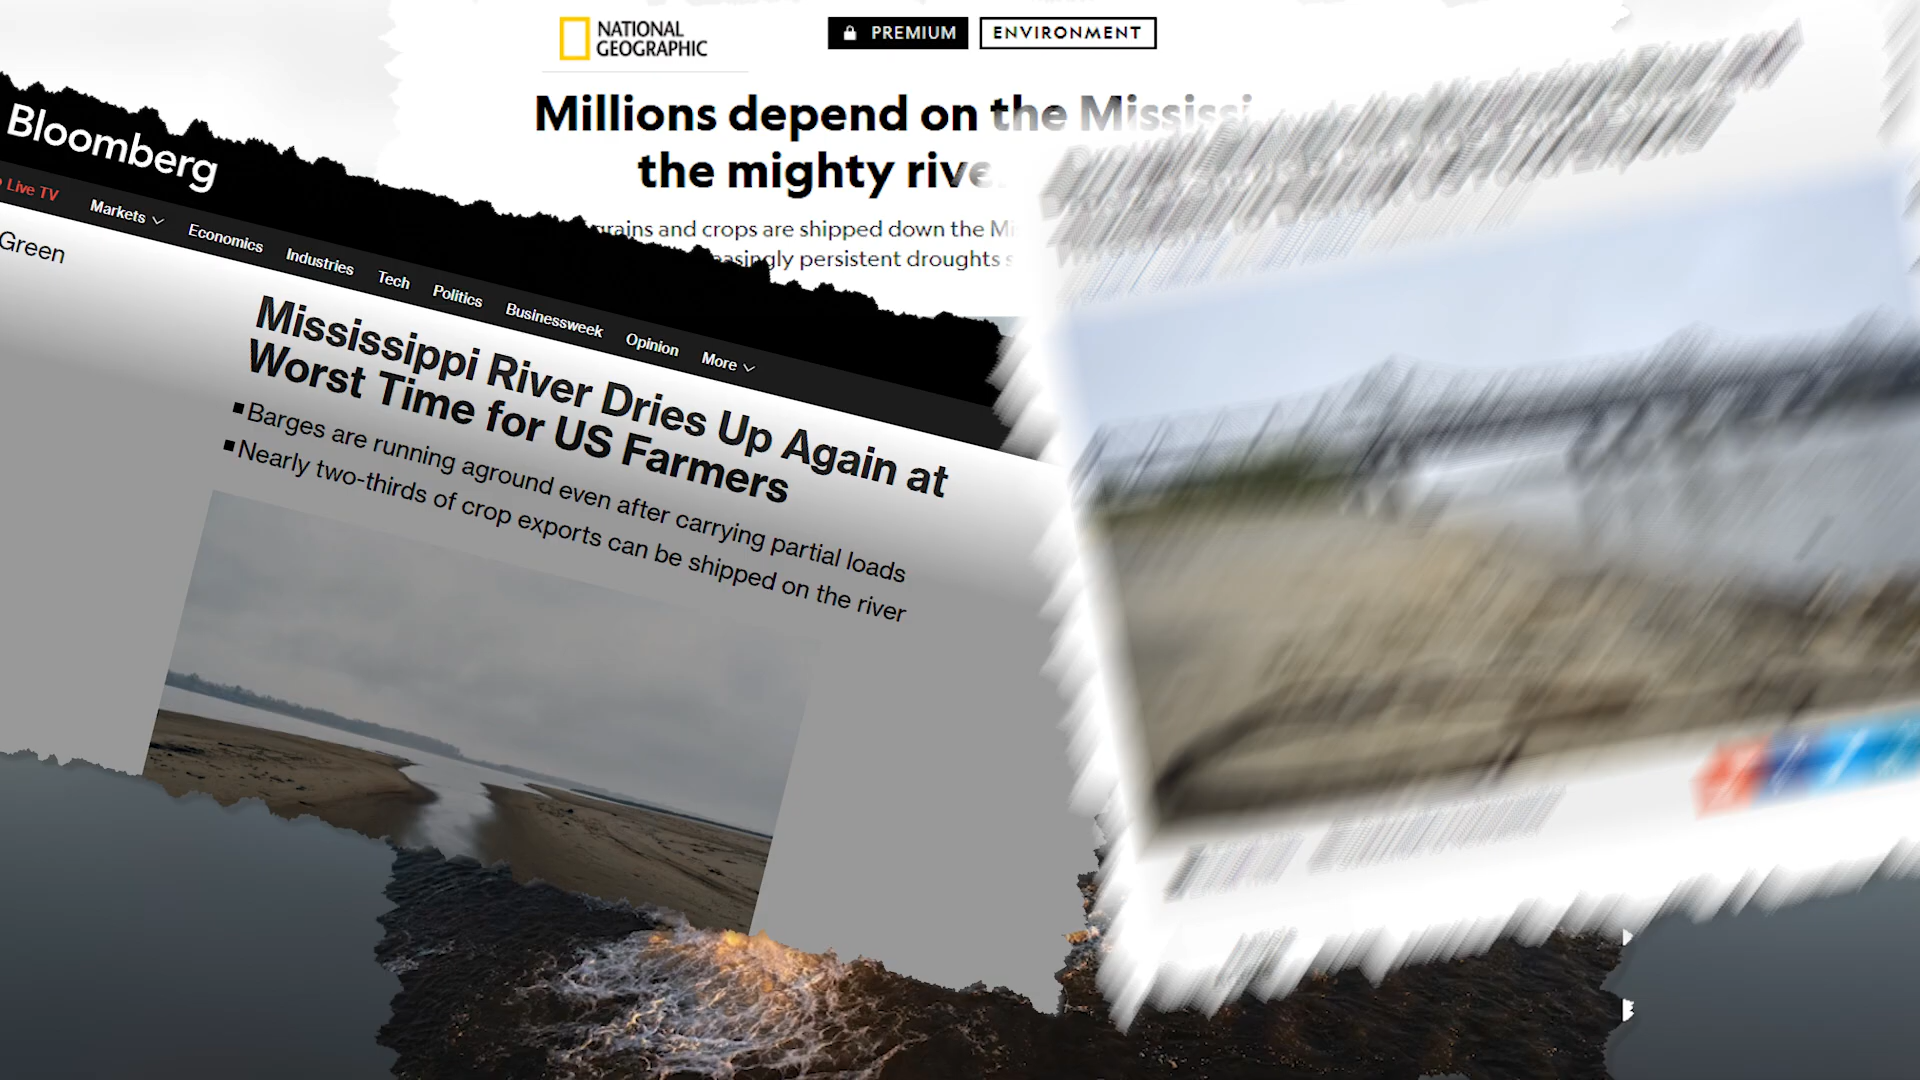 NATIONAL
GEOGRAPHIC
PREMIUM
ENVIRONMENT
Millions depend on the Mississi
the mighty rive
grains and crops are shipped down the Mi
asingly persistent droughts s
Bloomberg
Live TV
Markets
Economics
Industries
Tech
Politics
Businessweek
Opinion
More
Green
Mississippi River Dries Up Again at
Worst Time for US Farmers
▪Barges are running aground even after carrying partial loads
▪Nearly two-thirds of crop exports can be shipped on the river